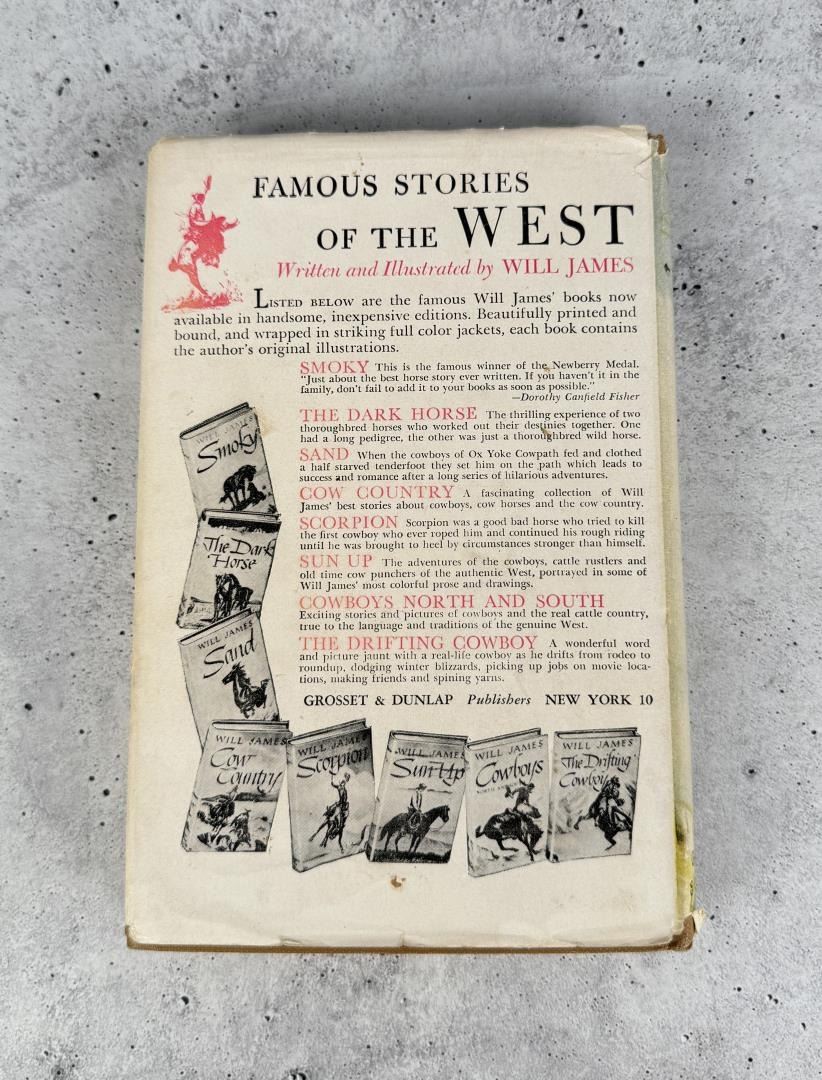 FAMOUS STORIES
OF THE WEST
Written and Illustrated by WILL JAMES
LISTED BELOW are the famous Will James' books now
available in handsome, inexpensive editions. Beautifully printed and
bound, and wrapped in striking full color jackets, each book contains
the author's original illustrations.
SMOKY This is the famous winner of the Newberry Medal.
"Just about the best horse story ever written. If you haven't it in the
family, don't fail to add it to your books as soon as possible."
—Dorothy Canfield Fisher
THE DARK HORSE The thrilling experience of two
thoroughbred horses who worked out their destinies together. One
had a long pedigree, the other was just a thoroughbred wild horse.
SAND When the cowboys of Ox Yoke Cowpath fed and clothed
a half starved tenderfoot they set him on the path which leads to
success and romance after a long series of hilarious adventures.
COW COUNTRY A fascinating collection of Will
James' best stories about cowboys, cow horses and the cow country.
SCORPION Scorpion was a good bad horse who tried to kill
the first cowboy who ever roped him and continued his rough riding
until he was brought to heel by circumstances stronger than himself.
SUN UP The adventures of the cowboys, cattle rustlers and
old time cow punchers of the authentic West, portrayed in some of
Will James' most colorful prose and drawings.
COWBOYS NORTH AND SOUTH
Exciting stories and pictures of cowboys and the real cattle country,
true to the language and traditions of the genuine West.
THE DRIFTING COWBOY A wonderful word
and picture jaunt with a real-life cowboy as he drifts from rodeo to
roundup, dodging winter blizzards, picking up jobs on movie loca-
tions, making friends and spining yarns.
GROSSET & DUNLAP Publishers NEW YORK 10
WILL JAMES
Smoky
The Dark
Horse
WILL JAMES
Sand
WILL JAMES
Cow
Country
WILL JAMES
Scorpion
WILL JAMES
Sun Up
WILL JAMES
Cowboys
WILL JAMES
The Drifting
Cowboy